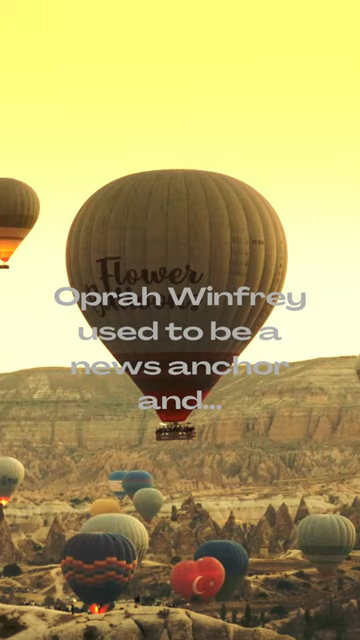 Flower
Oprah Winfrey
used to be a
news anchor
and...